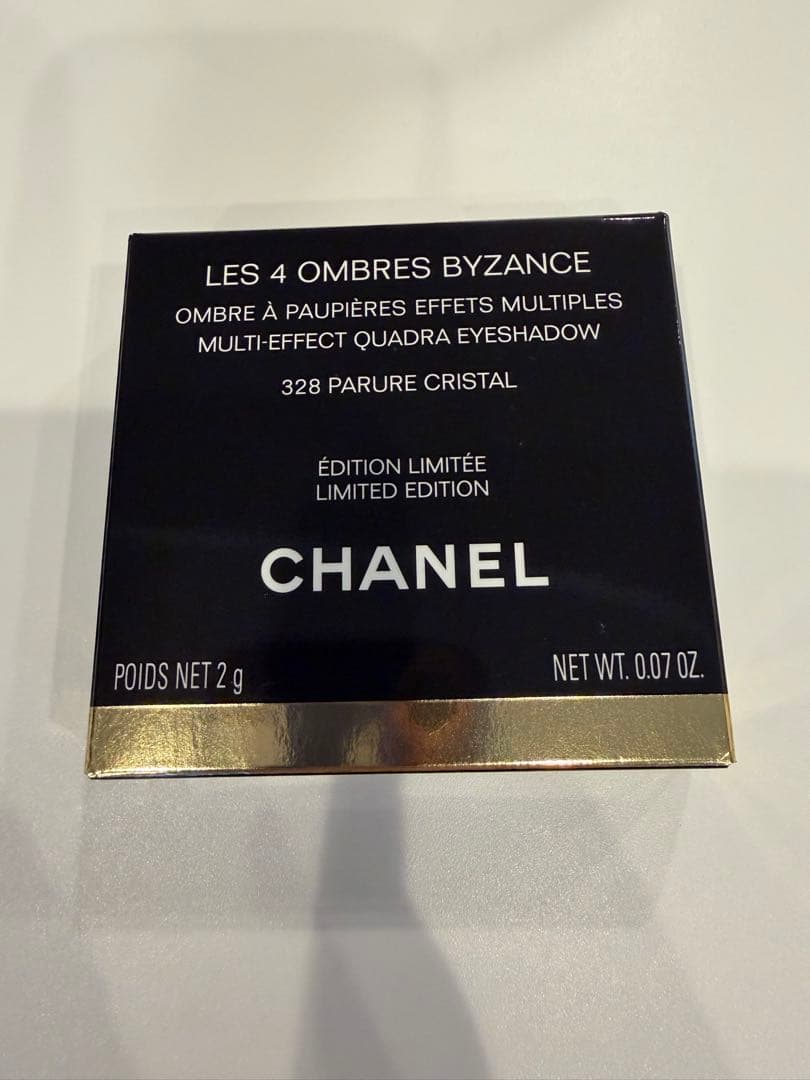 LES 4 OMBRES BYZANCE
OMBRE À PAUPIÈRES EFFETS MULTIPLES
MULTI-EFFECT QUADRA EYESHADOW
328 PARURE CRISTAL
ÉDITION LIMITÉE
LIMITED EDITION
CHANEL
POIDS NET 2 g
NET WT. 0.07 OZ.